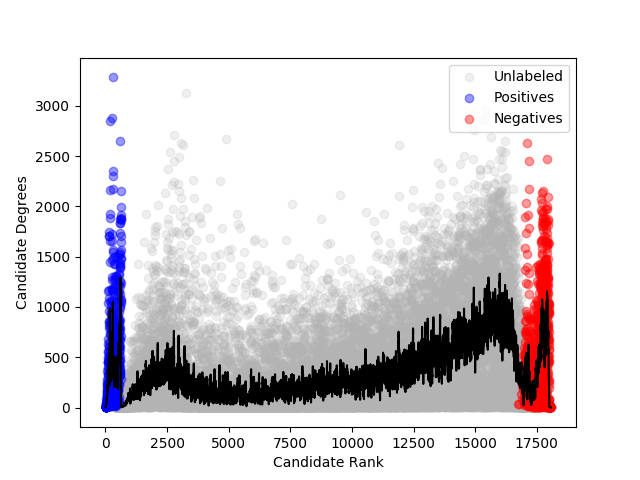 Unlabeled
Positives
Negatives
3000
2500
2000
1500
1000
500
0
Candidate Degrees
0 2500 5000 7500 10000 12500 15000 17500
Candidate Rank